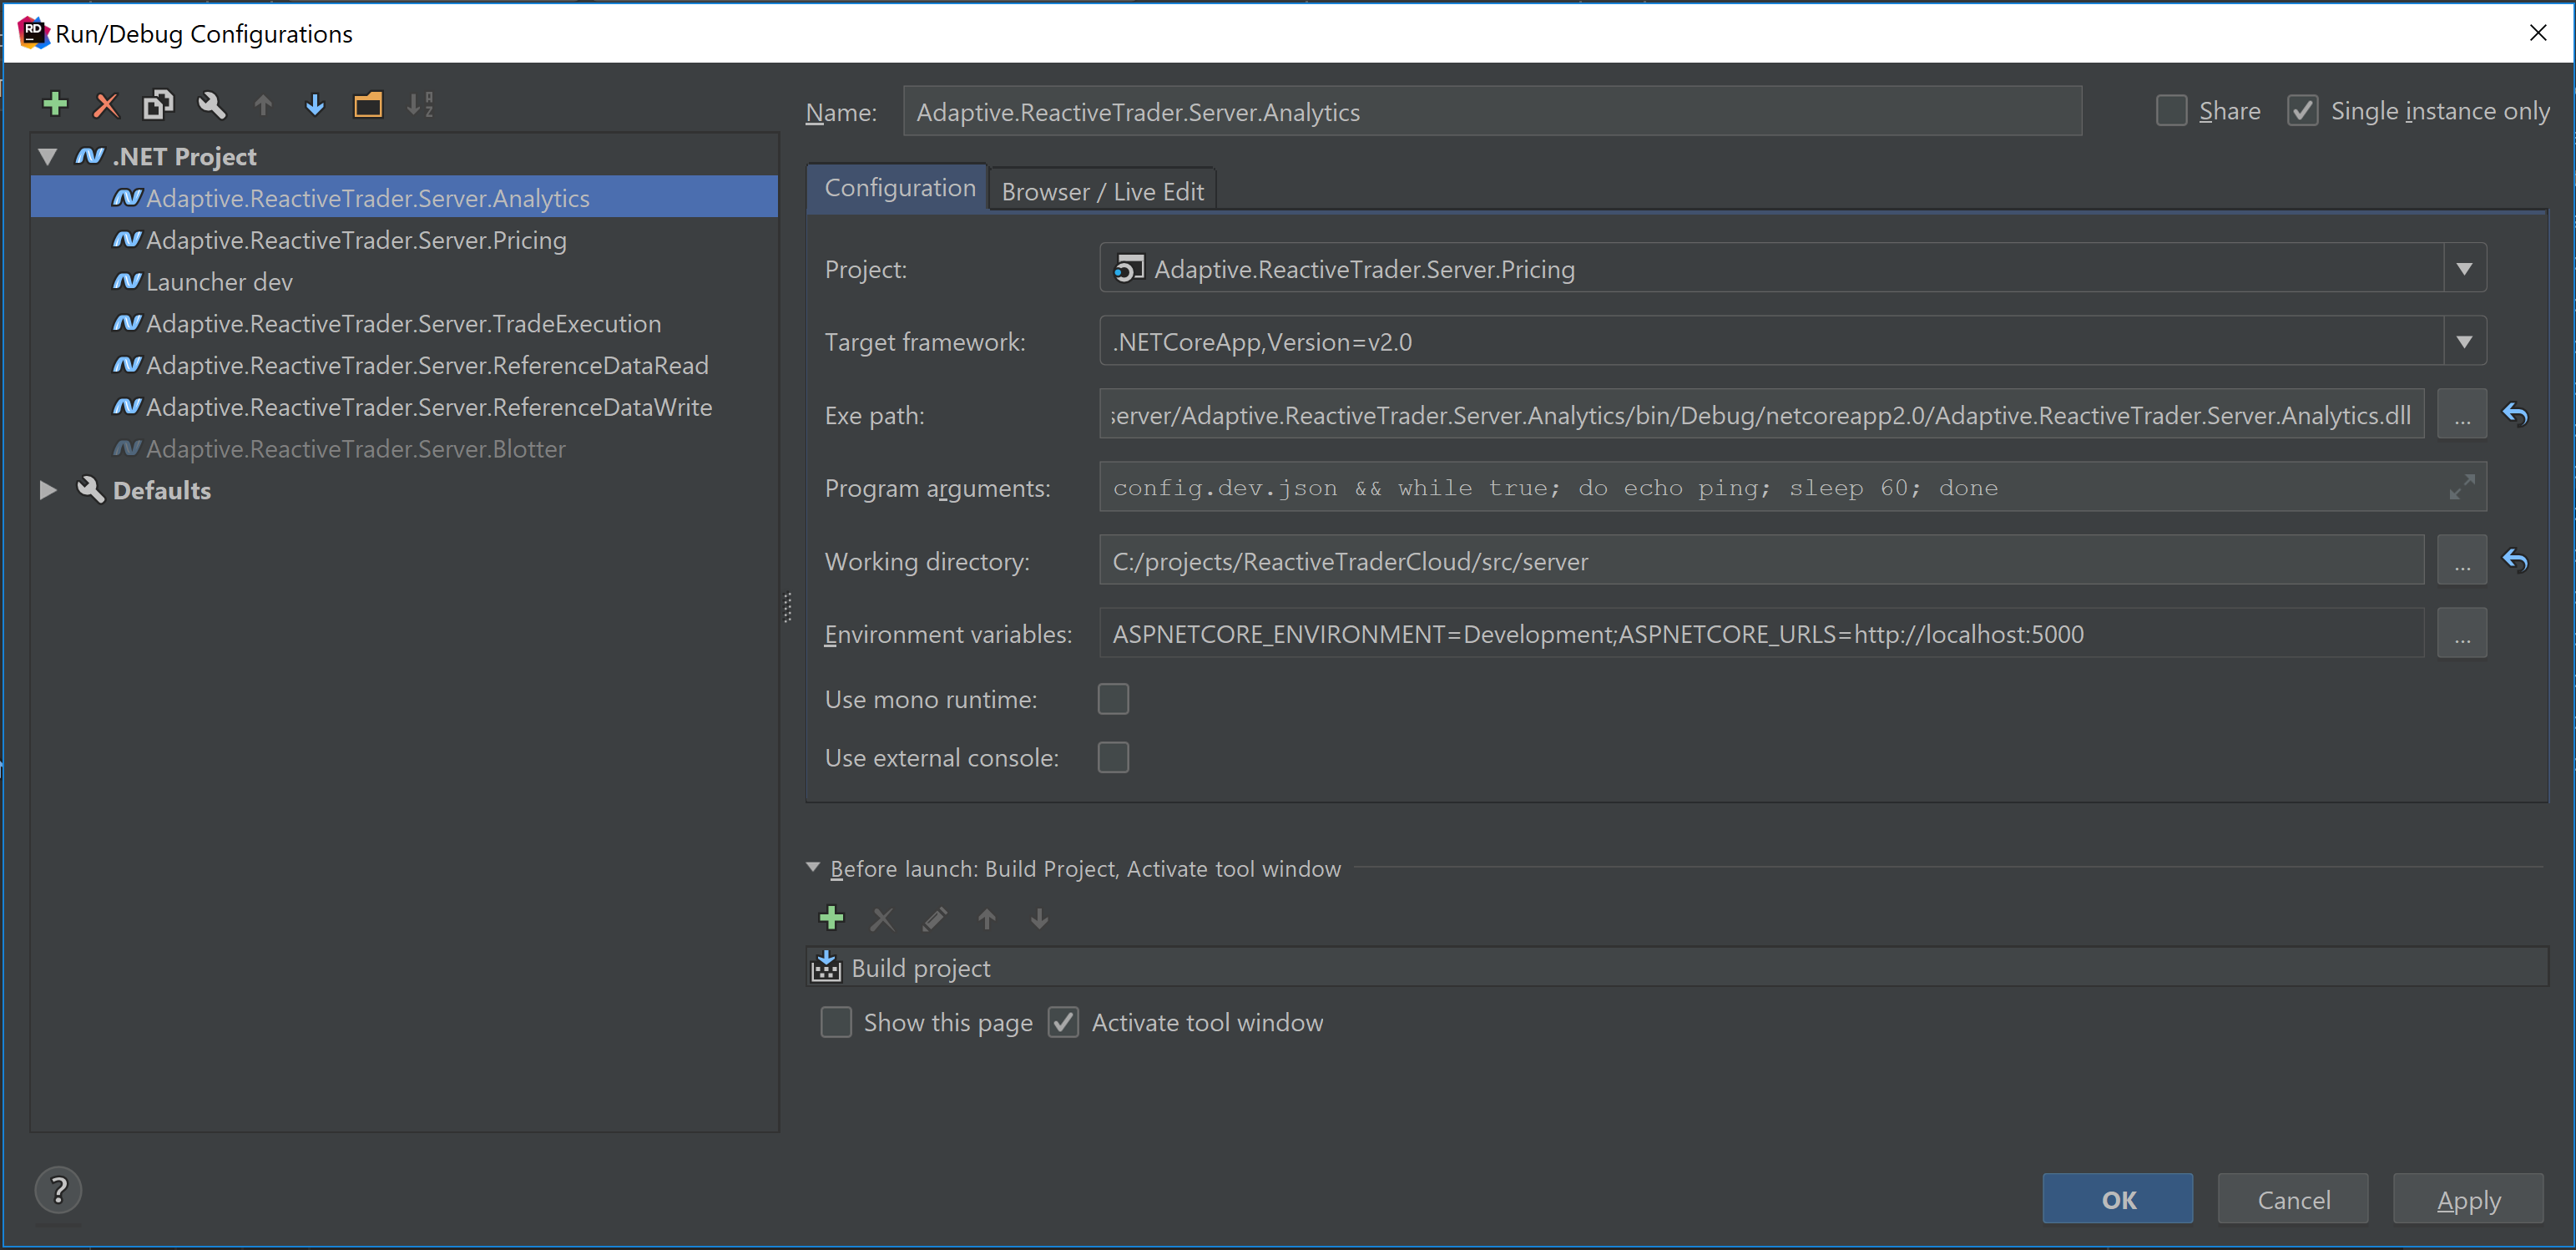 Run/Debug Configurations
.NET Project
Adaptive.ReactiveTrader.Server.Analytics
Adaptive.ReactiveTrader.Server.Pricing
Launcher dev
Adaptive.ReactiveTrader.Server.TradeExecution
Adaptive.ReactiveTrader.Server.ReferenceDataRead
Adaptive.ReactiveTrader.Server.ReferenceDataWrite
Adaptive.ReactiveTrader.Server.Blotter
Defaults
Name: Adaptive.ReactiveTrader.Server.Analytics Share Single instance only
Configuration Browser / Live Edit
Project: Adaptive.ReactiveTrader.Server.Pricing
Target framework: .NETCoreApp,Version=v2.0
Exe path: server/Adaptive.ReactiveTrader.Server.Analytics/bin/Debug/netcoreapp2.0/Adaptive.ReactiveTrader.Server.Analytics.dll ...
Program arguments: config.dev.json && while true; do echo ping; sleep 60; done
Working directory: C:/projects/ReactiveTraderCloud/src/server ...
Environment variables: ASPNETCORE_ENVIRONMENT=Development;ASPNETCORE_URLS=http://localhost:5000 ...
Use mono runtime:
Use external console:
Before launch: Build Project, Activate tool window
Build project
Show this page Activate tool window
? OK Cancel Apply